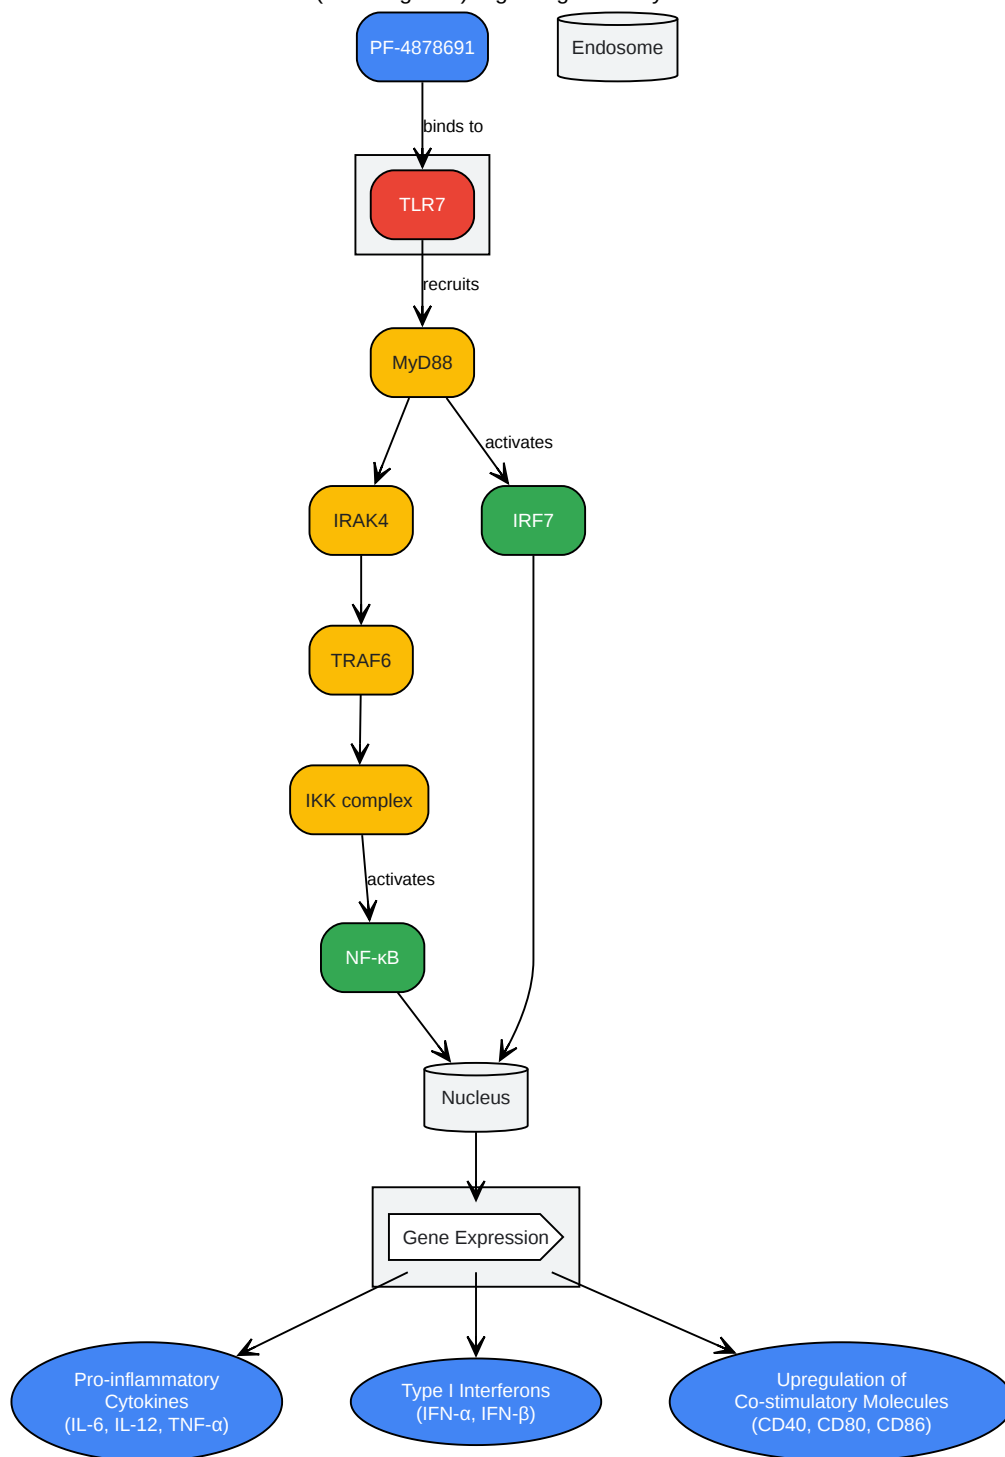 PF-4878691
Endosome
binds to
TLR7
recruits
MyD88
activates
IRAK4
IRF7
TRAF6
IKK complex
activates
NF-κB
Nucleus
Gene Expression
Pro-inflammatory
Cytokines
(IL-6, IL-12, TNF-α)
Type I Interferons
(IFN-α, IFN-β)
Upregulation of
Co-stimulatory Molecules
(CD40, CD80, CD86)